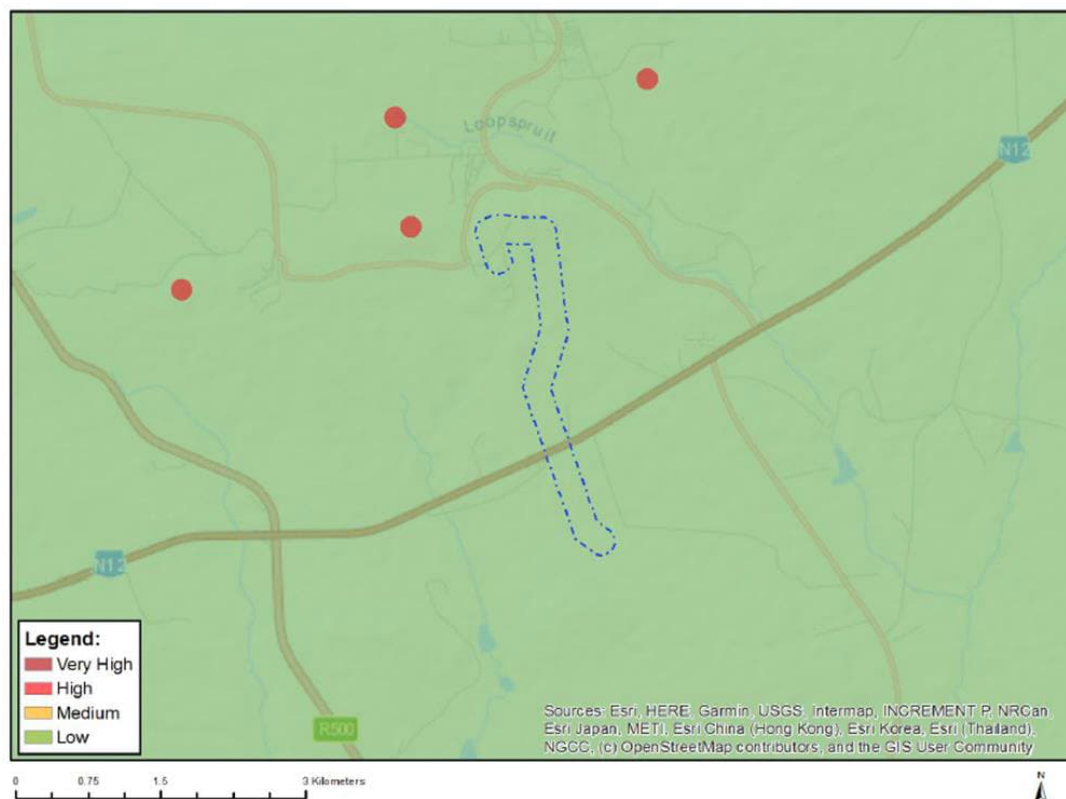 Loopspruit
N12
N12
R500
Legend:
Very High
High
Medium
Low
Sources: Esri, HERE, Garmin, USGS, Intermap, INCREMENT P, NRCan,
Esri Japan, METI, Esri China (Hong Kong), Esri Korea, Esri (Thailand),
NGCC, (c) OpenStreetMap contributors, and the GIS User Community
0 0.75 1.5 3 Kilometers
N